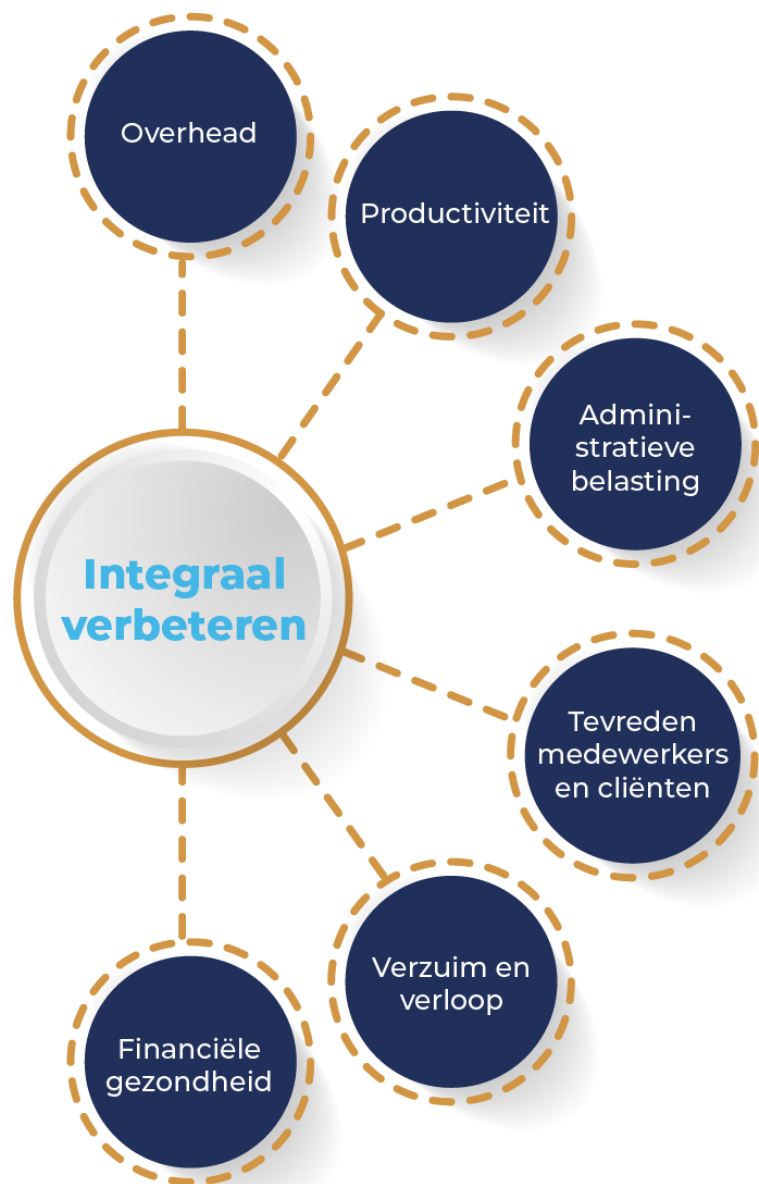 Overhead
Productiviteit
Admini-
stratieve
belasting
Integraal
verbeteren
Tevreden
medewerkers
en cliënten
Verzuim en
verloop
Financiële
gezondheid